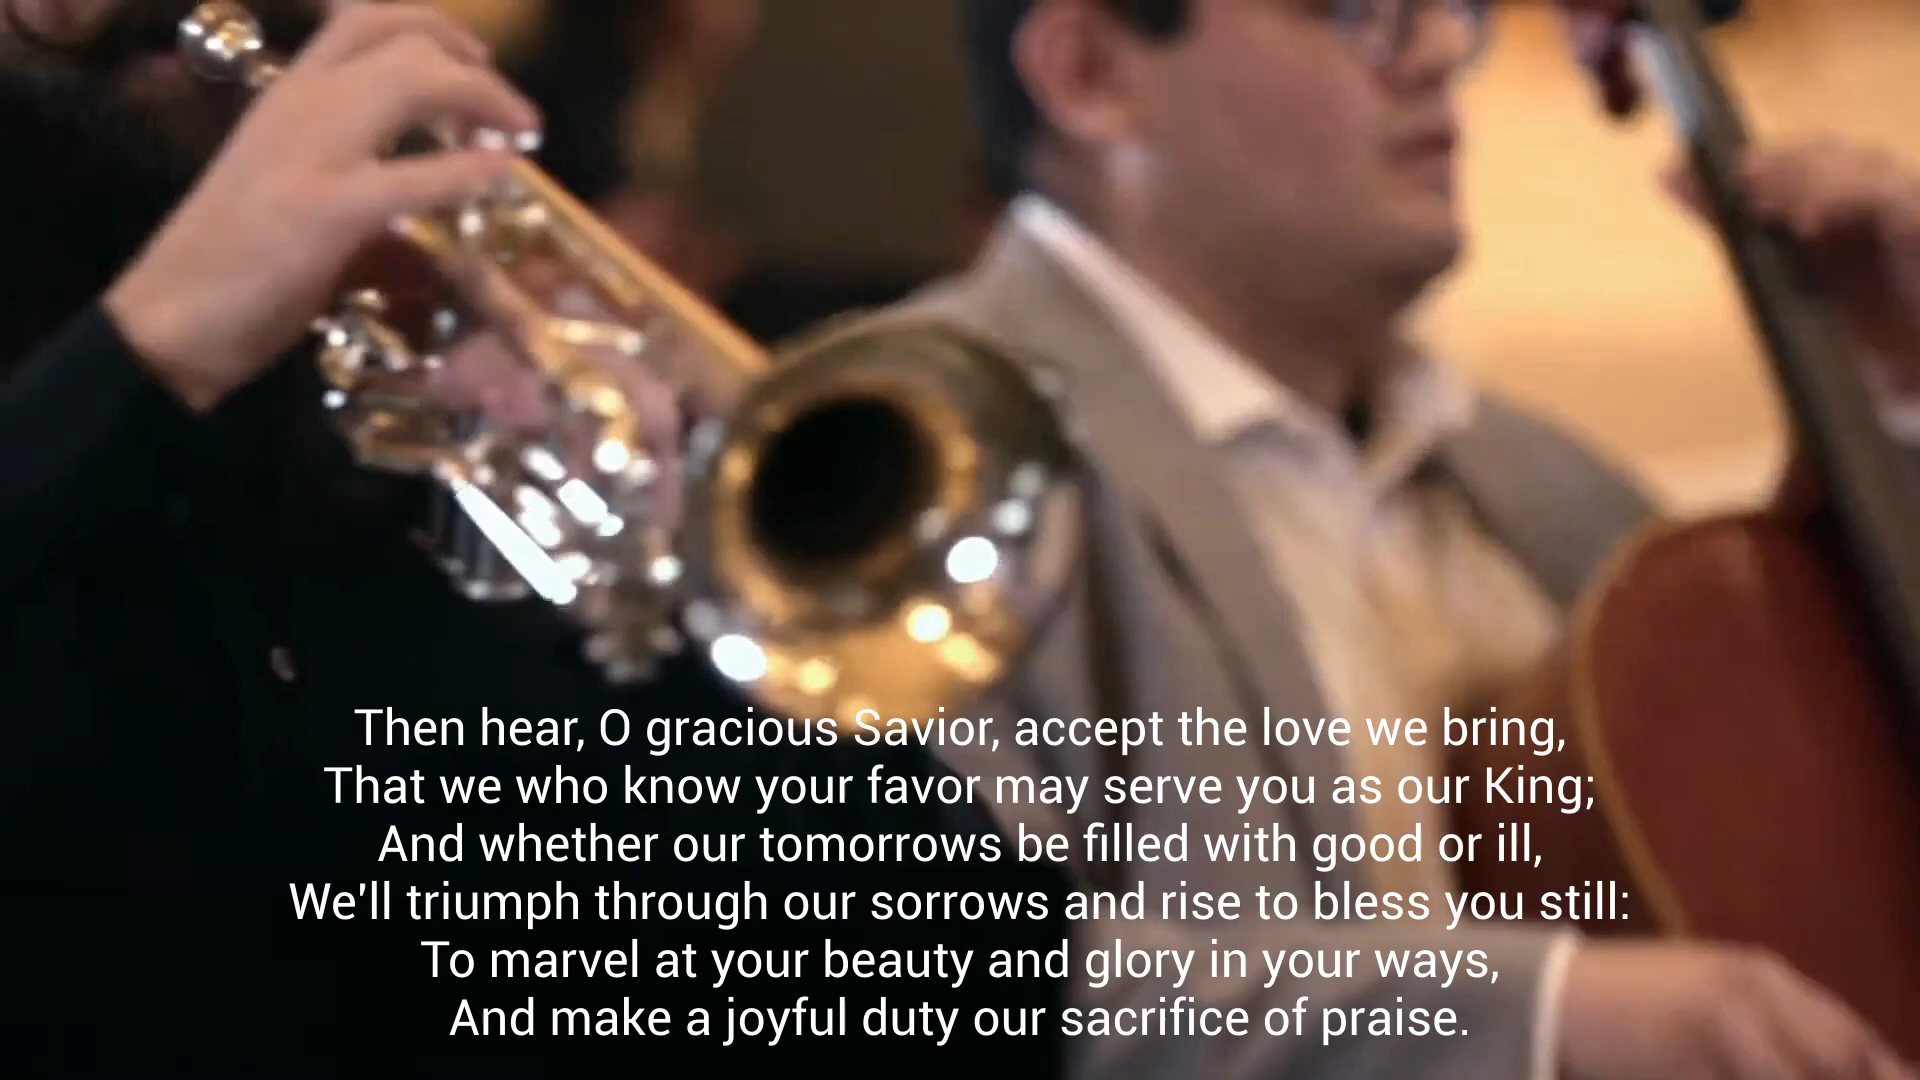 Then hear, O gracious Savior, accept the love we bring,
That we who know your favor may serve you as our King;
And whether our tomorrows be filled with good or ill,
We'll triumph through our sorrows and rise to bless you still:
To marvel at your beauty and glory in your ways,
And make a joyful duty our sacrifice of praise.